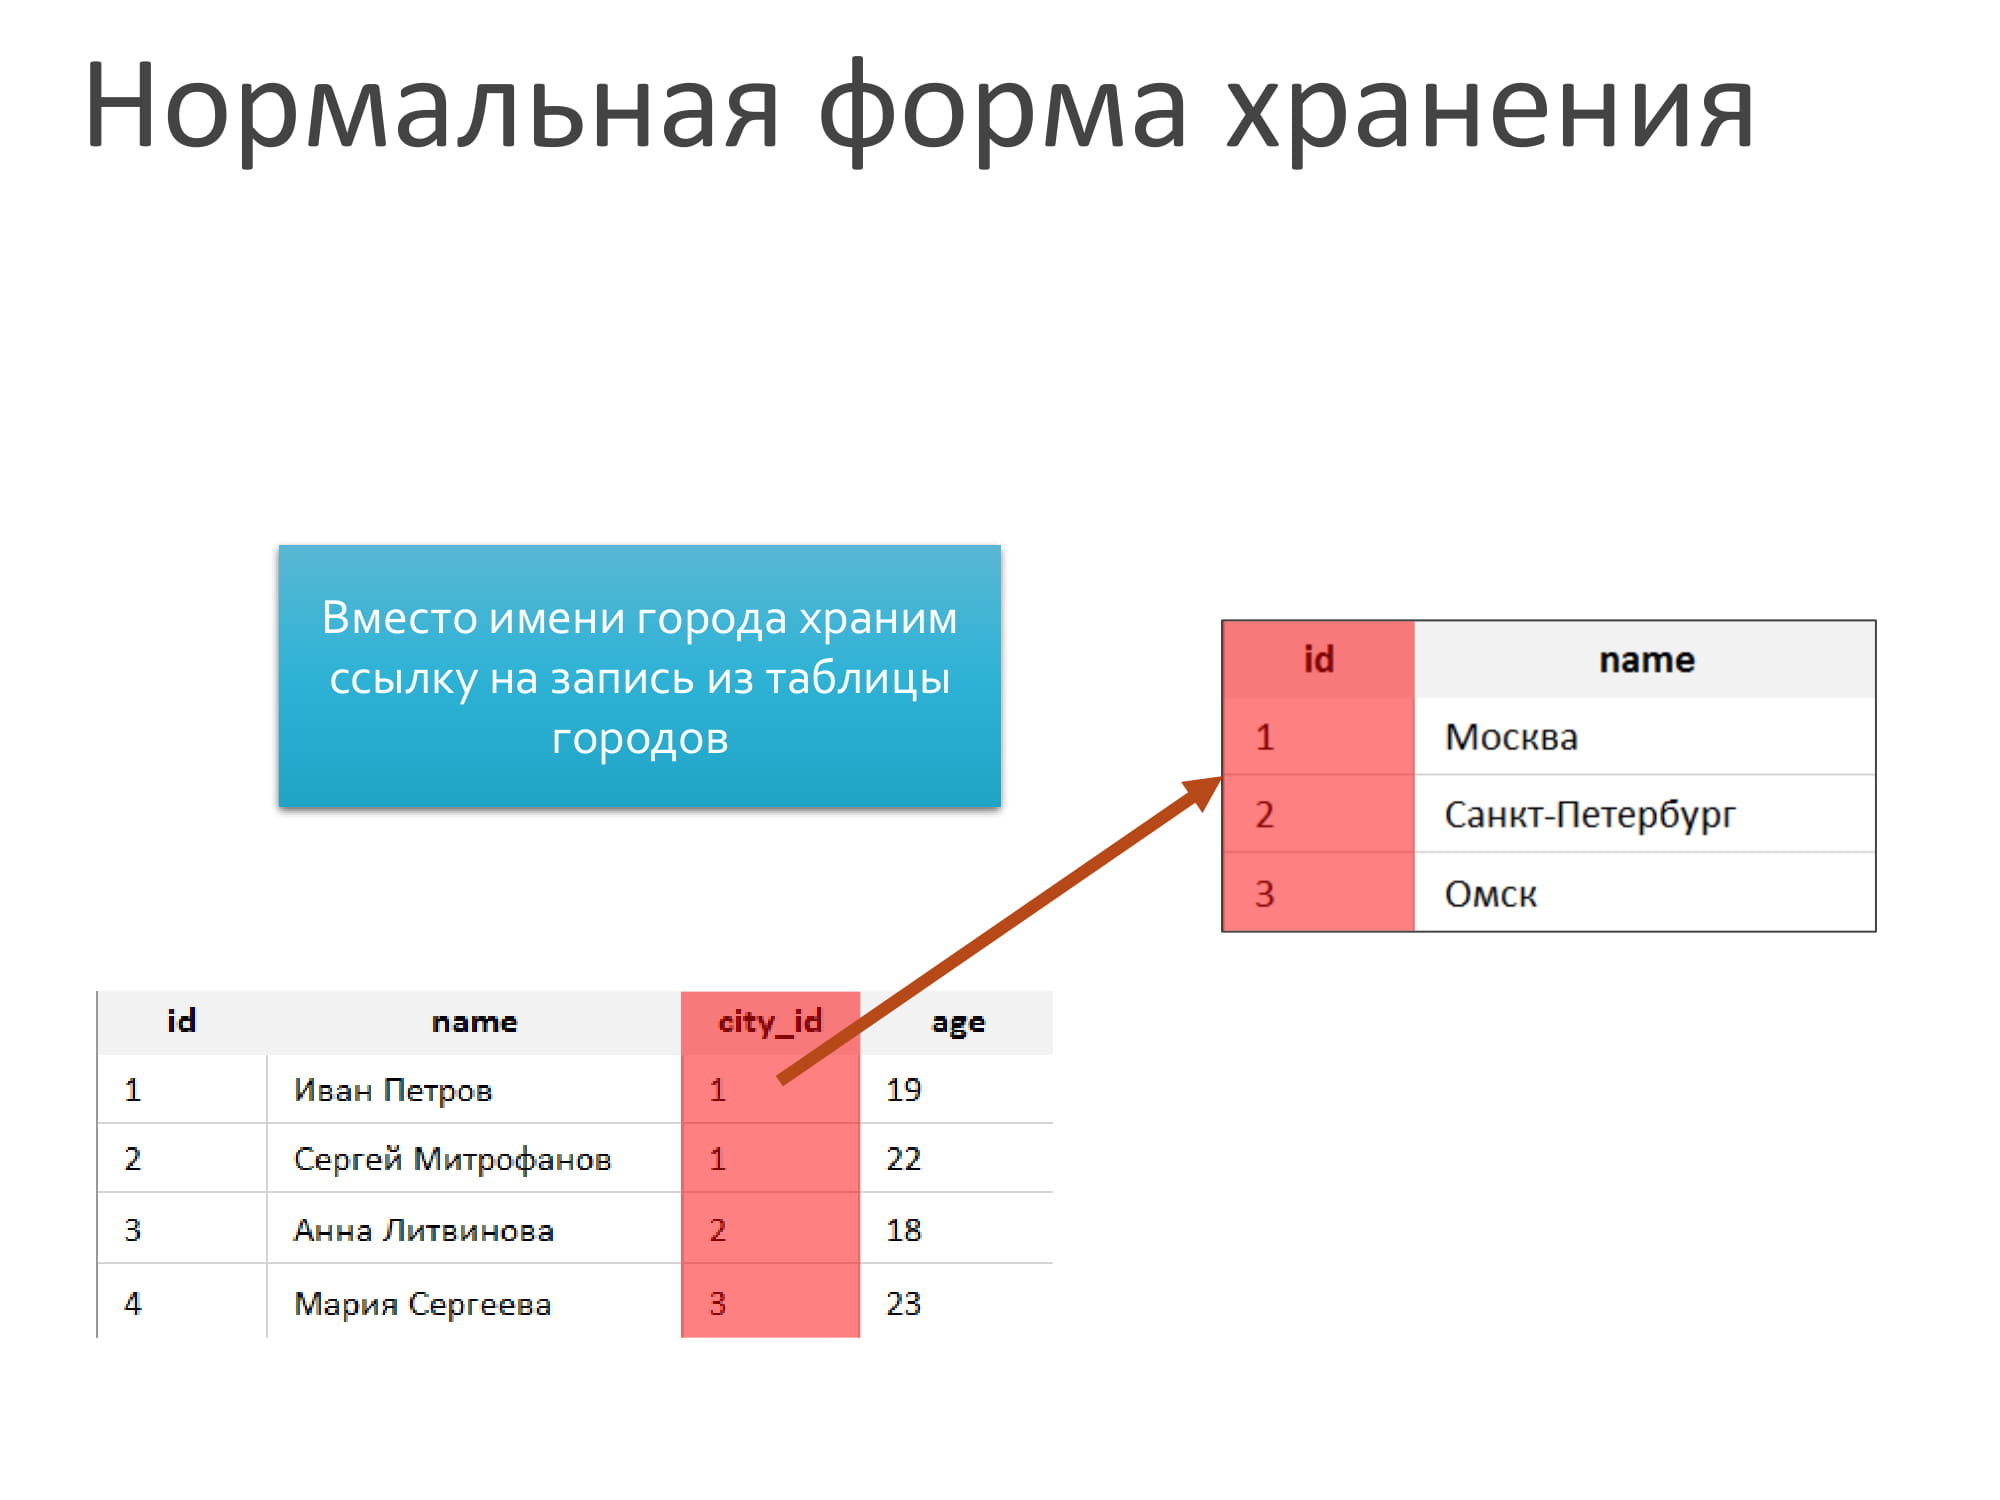 Нормальная форма хранения
Вместо имени города храним
ссылку на запись из таблицы
городов
id name
1 Москва
2 Санкт-Петербург
3 Омск
id name city_id age
1 Иван Петров 1 19
2 Сергей Митрофанов 1 22
3 Анна Литвинова 2 18
4 Мария Сергеева 3 23